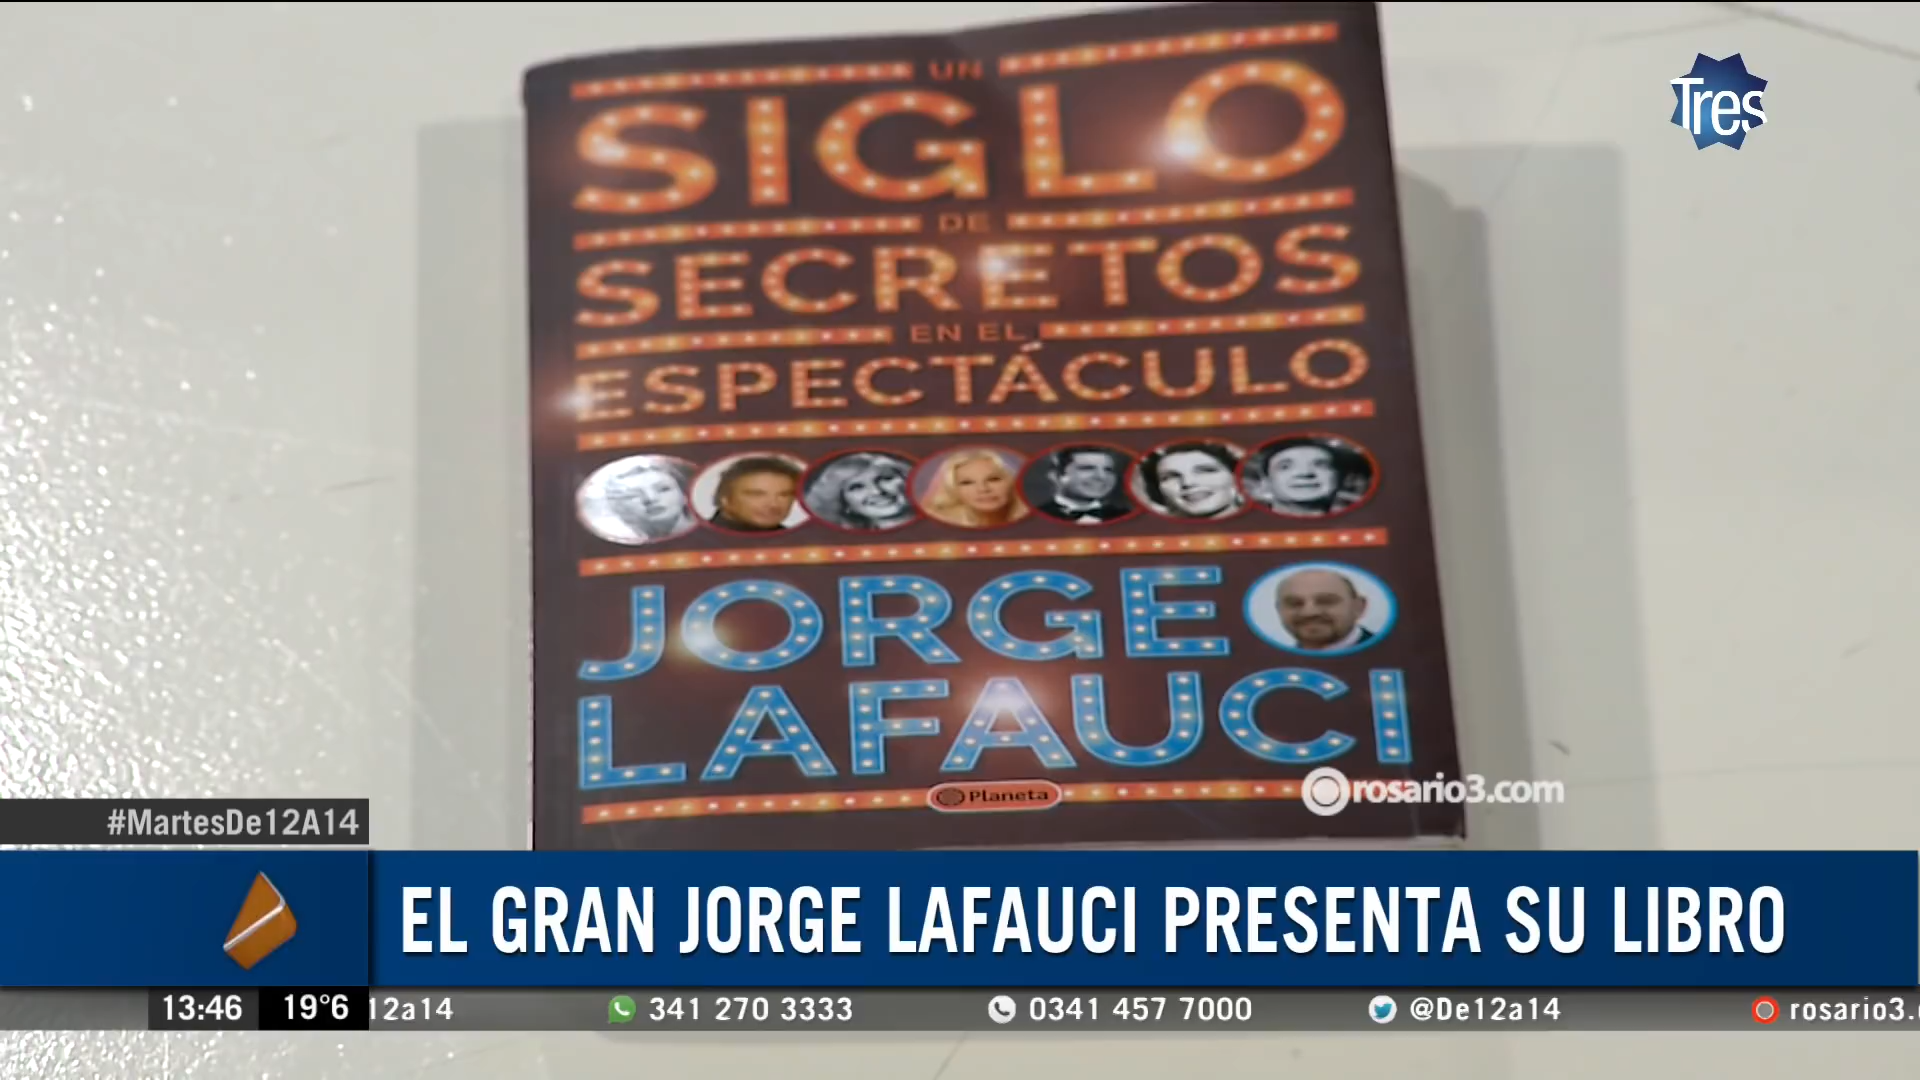 Tres
UN
SIGLO
DE
SECRETOS
EN EL
ESPECTÁCULO
JORGE
LAFAUCI
Planeta
rosario3.com
#MartesDe12A14
EL GRAN JORGE LAFAUCI PRESENTA SU LIBRO
13:46 19°6 12a14 341 270 3333 0341 457 7000 @De12a14 rosario3.